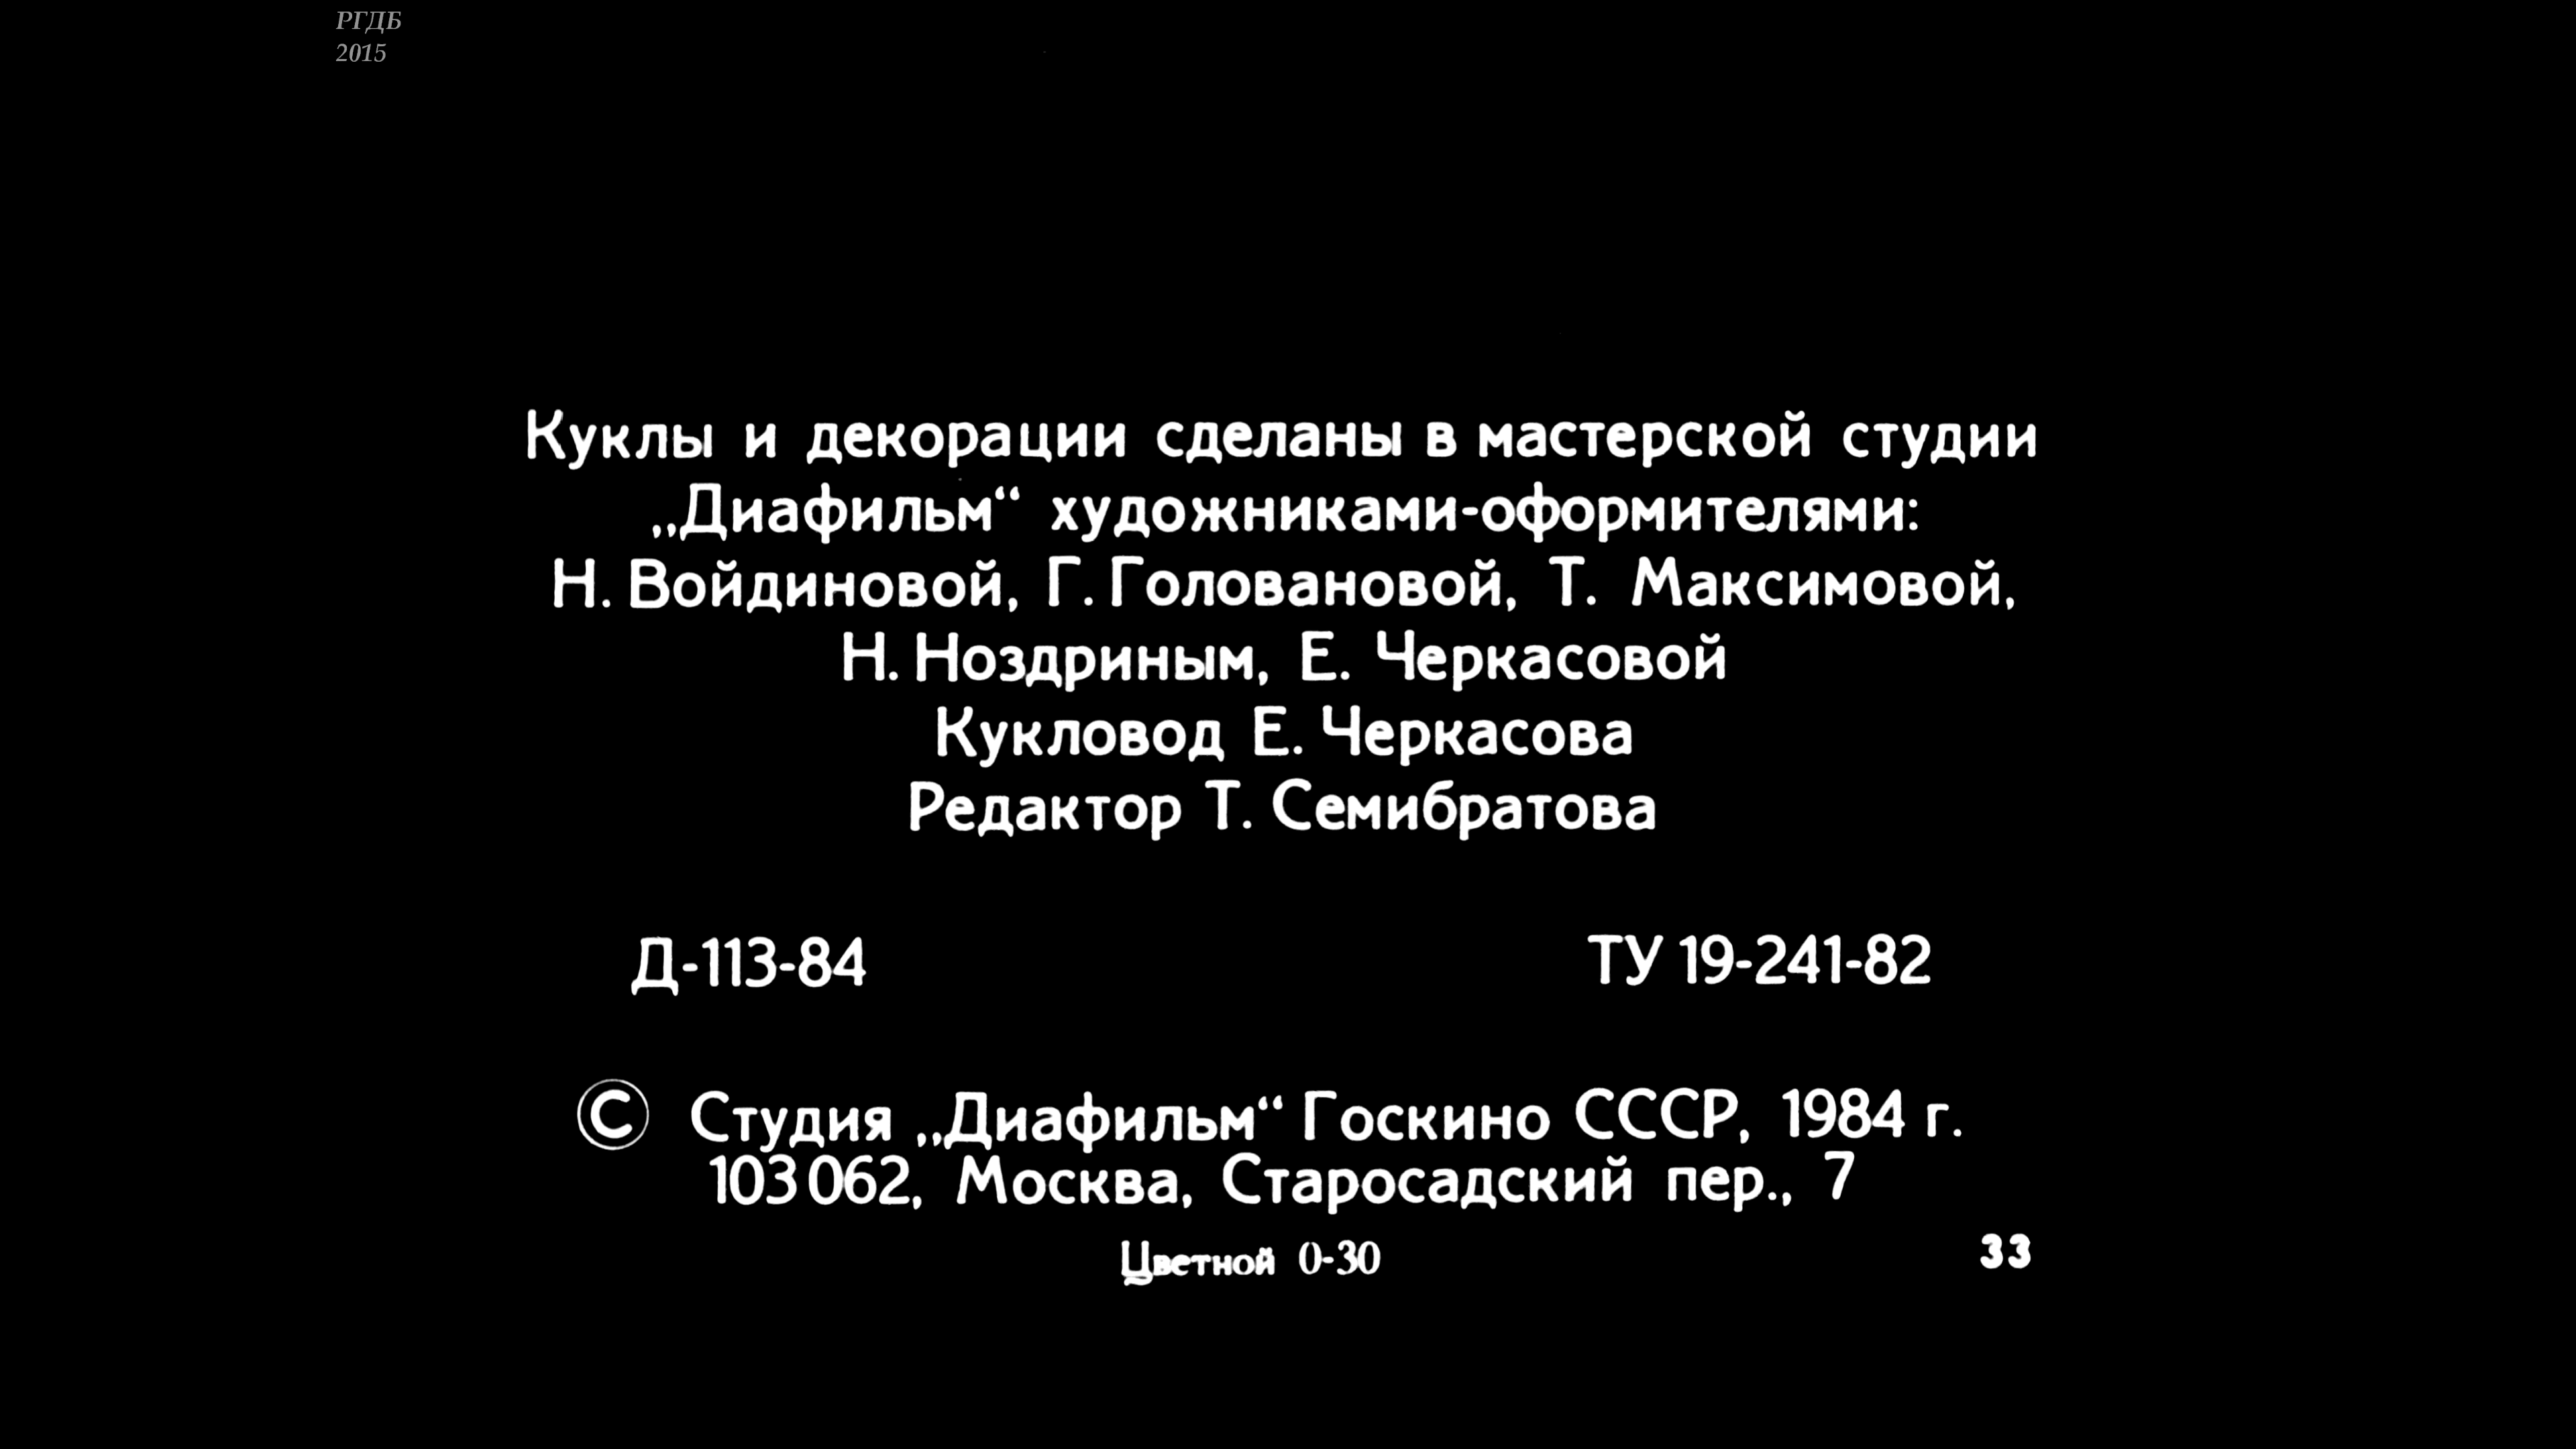 РГДБ
2015
Куклы и декорации сделаны в мастерской студии
„Диафильм“ художниками-оформителями:
Н. Войдиновой, Г. Головановой, Т. Максимовой,
Н. Ноздриным, Е. Черкасовой
Кукловод Е. Черкасова
Редактор Т. Семибратова
Д-113-84 ТУ 19-241-82
© Студия „Диафильм“ Госкино СССР, 1984 г.
103 062, Москва, Старосадский пер., 7
Цветной 0-30 33